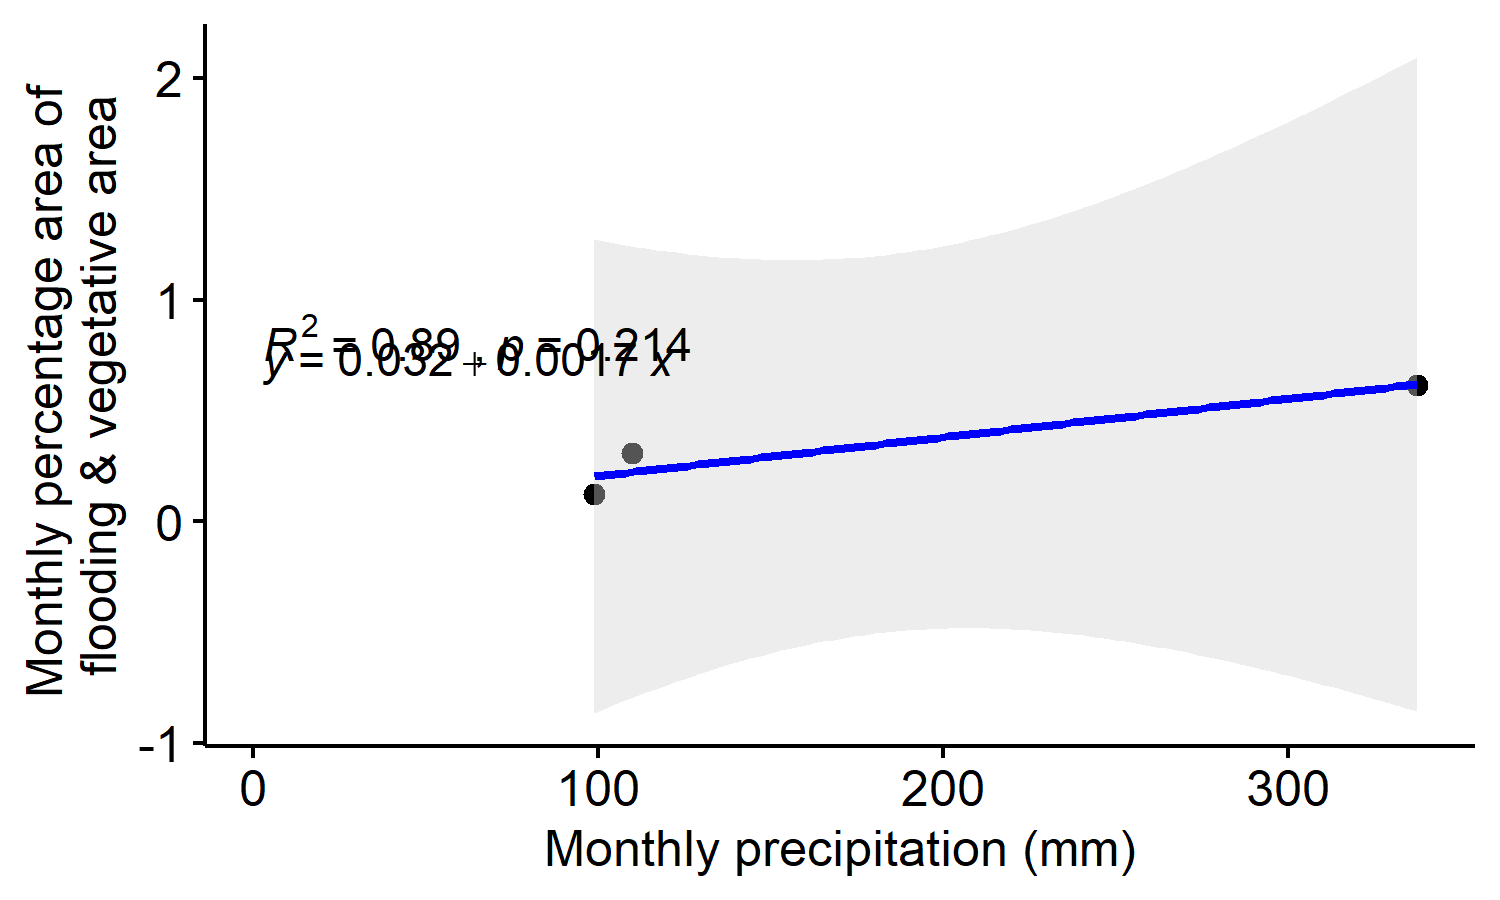 Monthly percentage area of
flooding & vegetative area
2
1
0
-1
R² = 0.89, p = 0.214
y = 0.032 + 0.0017 x
0 100 200 300
Monthly precipitation (mm)